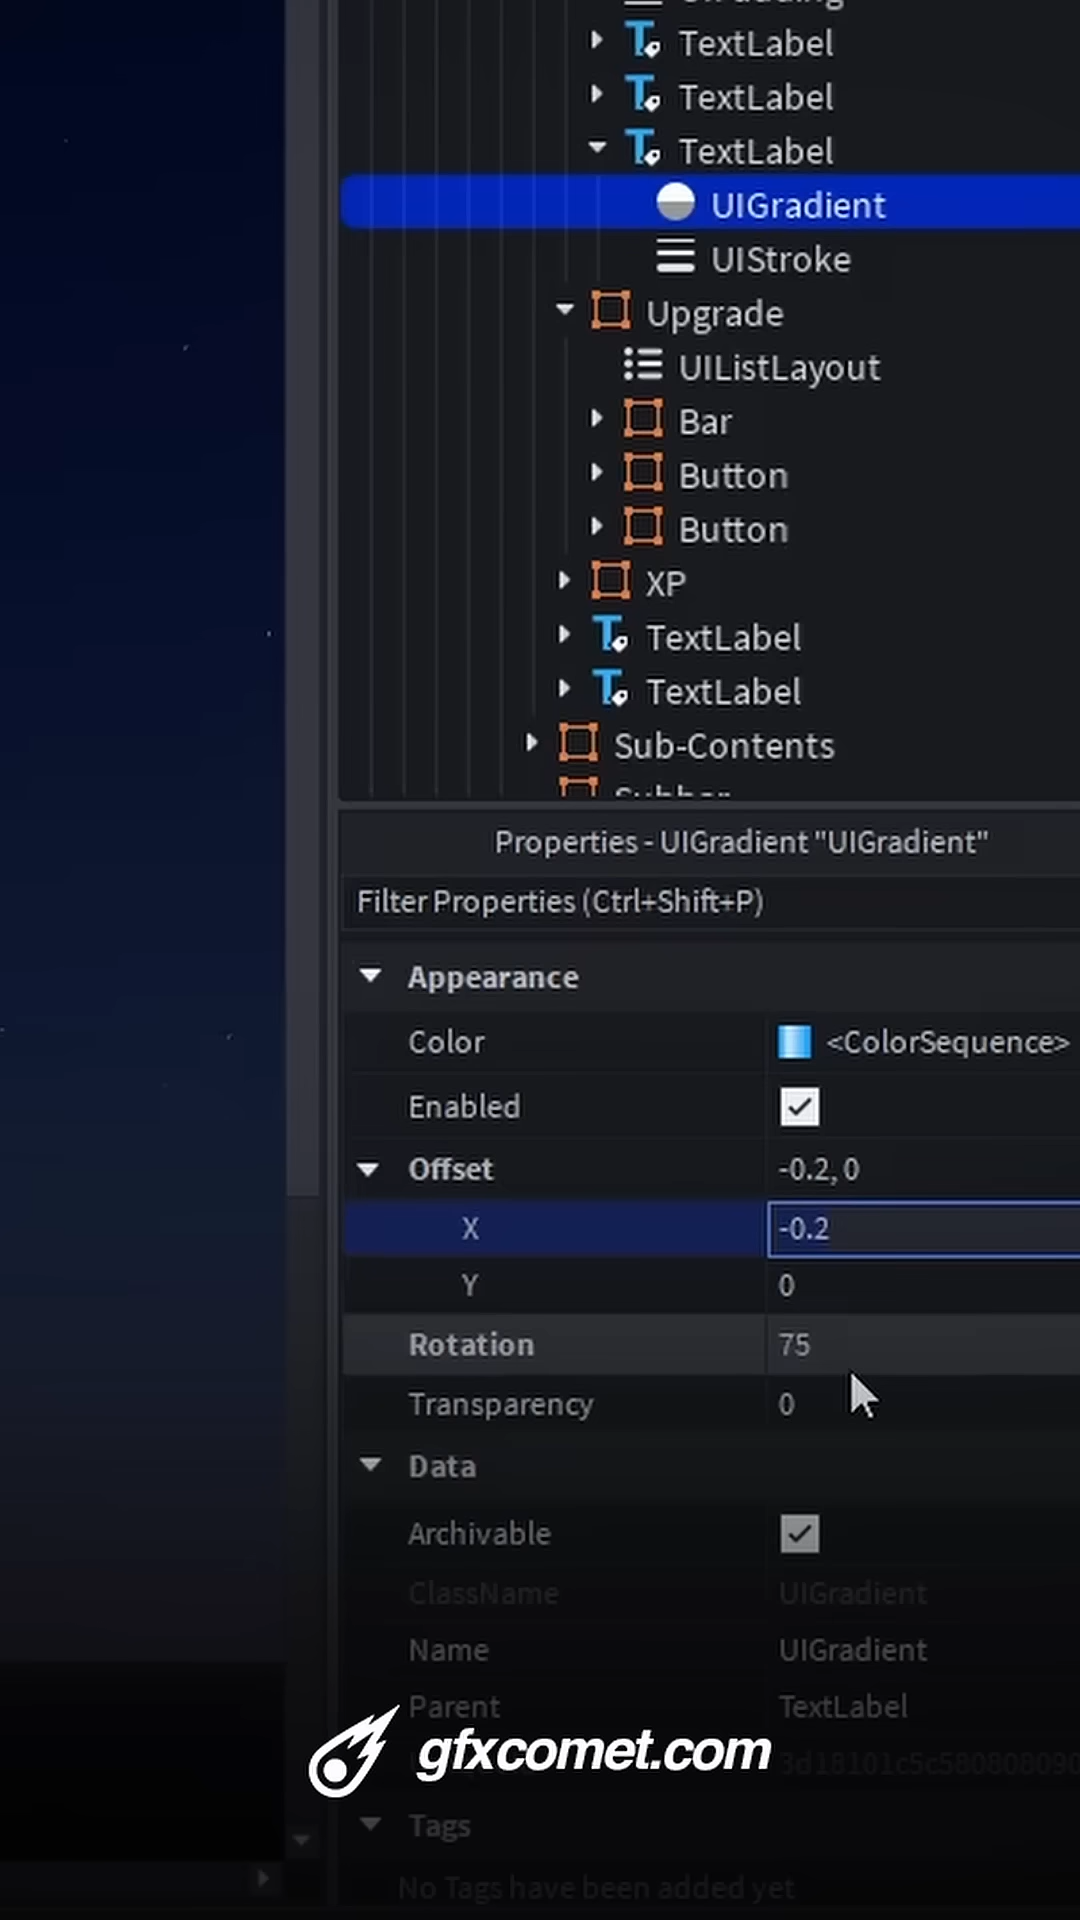 TextLabel
TextLabel
TextLabel
UIGradient
UIStroke
Upgrade
UIListLayout
Bar
Button
Button
XP
TextLabel
TextLabel
Sub-Contents
Properties - UIGradient "UIGradient"
Filter Properties (Ctrl+Shift+P)
Appearance
Color <ColorSequence>
Enabled
Offset -0.2, 0
X -0.2
Y 0
Rotation 75
Transparency 0
Data
Archivable
ClassName UIGradient
Name UIGradient
Parent TextLabel
gfxcomet.com
Tags
No Tags have been added yet